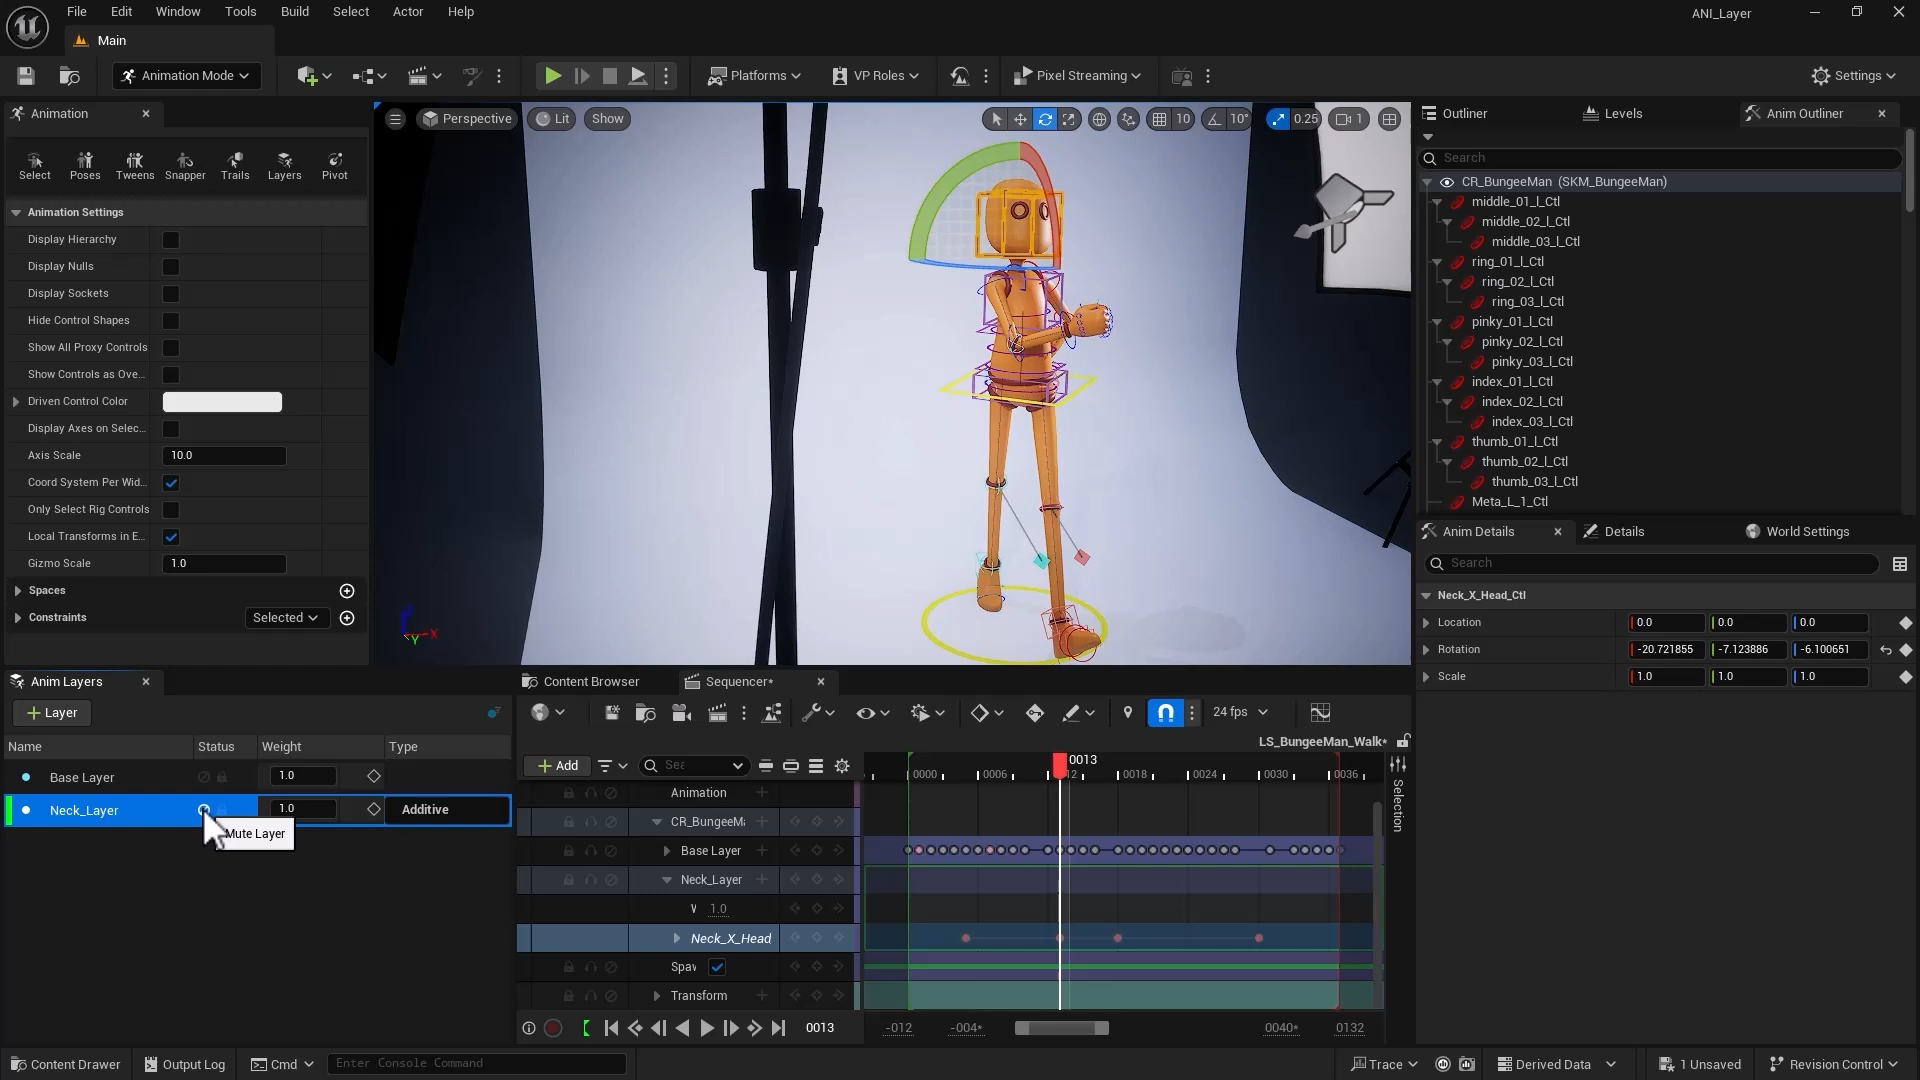 File Edit Window Tools Build Select Actor Help
ANI_Layer
Main
Animation Mode
Platforms
VP Roles
Pixel Streaming
Settings
Animation
Select Poses Tweens Snapper Trails Layers Pivot
Animation Settings
Display Hierarchy
Display Nulls
Display Sockets
Hide Control Shapes
Show All Proxy Controls
Show Controls as Ove...
Driven Control Color
Display Axes on Selec...
Axis Scale 10.0
Coord System Per Wid...
Only Select Rig Controls
Local Transforms in E...
Gizmo Scale 1.0
Spaces
Constraints Selected
Perspective Lit Show
10 10° 0.25 1
X
Y
Outliner Levels Anim Outliner
Search
CR_BungeeMan (SKM_BungeeMan)
middle_01_l_Ctl
middle_02_l_Ctl
middle_03_l_Ctl
ring_01_l_Ctl
ring_02_l_Ctl
ring_03_l_Ctl
pinky_01_l_Ctl
pinky_02_l_Ctl
pinky_03_l_Ctl
index_01_l_Ctl
index_02_l_Ctl
index_03_l_Ctl
thumb_01_l_Ctl
thumb_02_l_Ctl
thumb_03_l_Ctl
Meta_L_1_Ctl
Anim Details Details World Settings
Search
Neck_X_Head_Ctl
Location 0.0 0.0 0.0
Rotation -20.721855 -7.123886 -6.100651
Scale 1.0 1.0 1.0
Anim Layers
+ Layer
Name Status Weight Type
Base Layer 1.0
Neck_Layer 1.0 Additive
Mute Layer
Content Browser Sequencer*
24 fps
LS_BungeeMan_Walk*
+ Add
Sea
0013
0000 0006 12 0018 0024 0030 0036
Selection
Animation
CR_BungeeMa
Base Layer
Neck_Layer
1.0
Neck_X_Head
Spav
Transform
0013
-012 -004* 0040* 0132
Content Drawer Output Log Cmd Enter Console Command
Trace Derived Data 1 Unsaved Revision Control